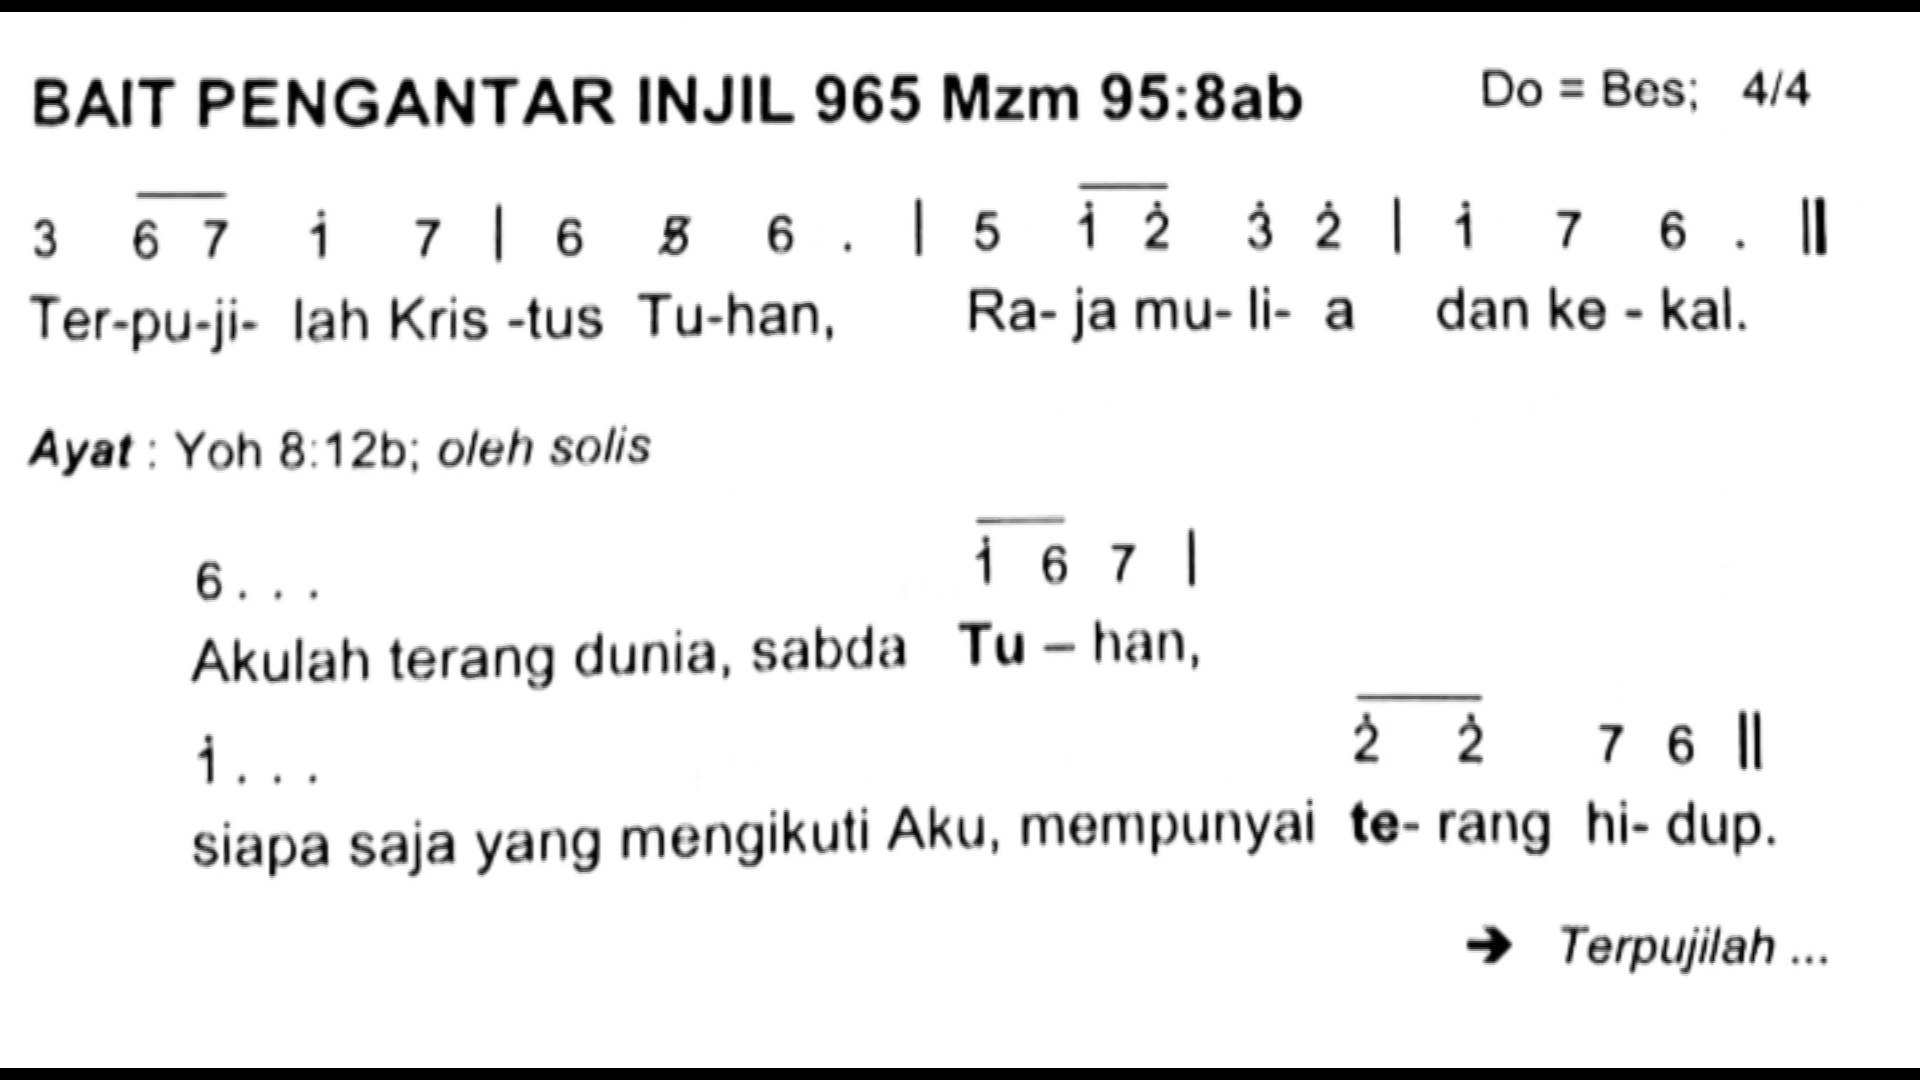 BAIT PENGANTAR INJIL 965 Mzm 95:8ab Do = Bes; 4/4
3 6 7 1̇ 7 | 6 5̸ 6 . | 5 1̇ 2̇ 3̇ 2̇ | 1̇ 7 6 . ||
Ter-pu-ji- lah Kris -tus Tu-han, Ra- ja mu- li- a dan ke - kal.
Ayat : Yoh 8:12b; oleh solis
6 . . . 1̇ 6 7 |
Akulah terang dunia, sabda Tu – han,
1̇ . . . 2̇ 2̇ 7 6 ||
siapa saja yang mengikuti Aku, mempunyai te- rang hi- dup.
➔ Terpujilah ...